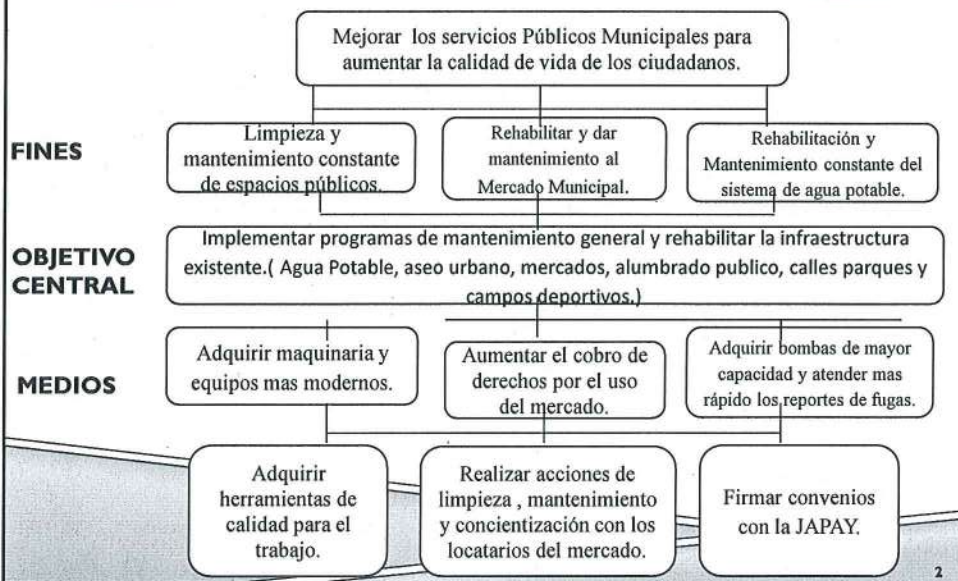 Mejorar los servicios Públicos Municipales para
aumentar la calidad de vida de los ciudadanos.
FINES
Limpieza y
mantenimiento constante
de espacios públicos.
Rehabilitar y dar
mantenimiento al
Mercado Municipal.
Rehabilitación y
Mantenimiento constante del
sistema de agua potable.
OBJETIVO
CENTRAL
Implementar programas de mantenimiento general y rehabilitar la infraestructura
existente.( Agua Potable, aseo urbano, mercados, alumbrado publico, calles parques y
campos deportivos.)
MEDIOS
Adquirir maquinaria y
equipos mas modernos.
Aumentar el cobro de
derechos por el uso
del mercado.
Adquirir bombas de mayor
capacidad y atender mas
rápido los reportes de fugas.
Adquirir
herramientas de
calidad para el
trabajo.
Realizar acciones de
limpieza , mantenimiento
y concientización con los
locatarios del mercado.
Firmar convenios
con la JAPAY.
2